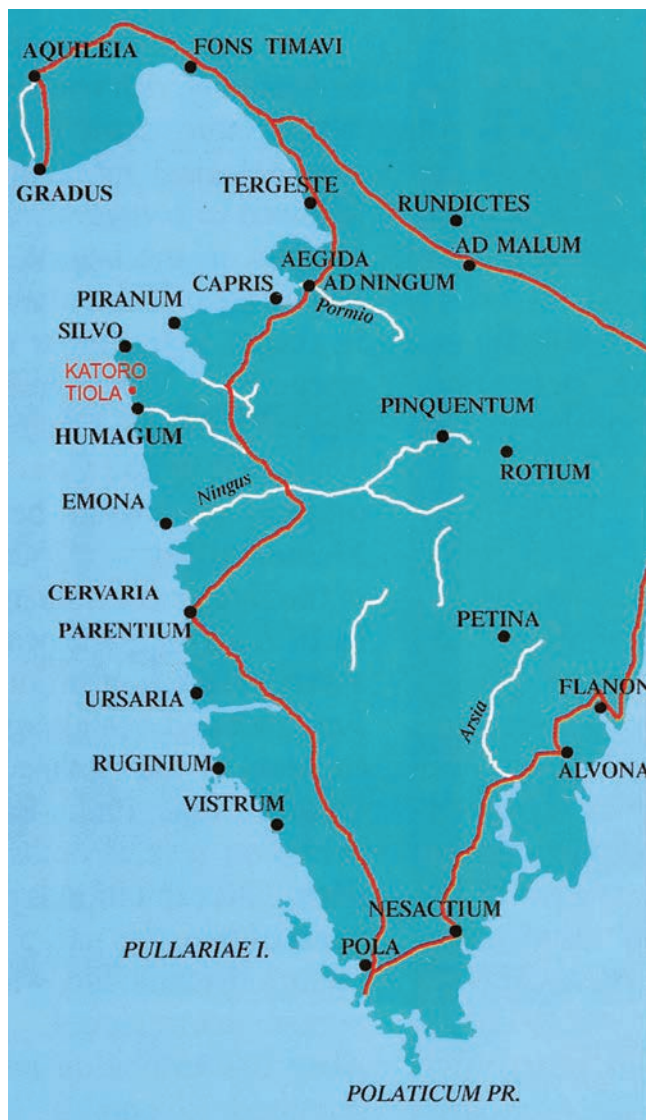 AQUILEIA
FONS TIMAVI
GRADUS
TERGESTE
RUNDICTES
AD MALUM
AEGIDA
CAPRIS
AD NINGUM
PIRANUM
Pormio
SILVO
KATORO
TIOLA
HUMAGUM
PINQUENTUM
ROTIUM
Ningus
EMONA
CERVARIA
PARENTIUM
PETINA
URSARIA
FLANON
Arsia
RUGINIUM
ALVONA
VISTRUM
NESACTIUM
PULLARIAE I.
POLA
POLATICUM PR.